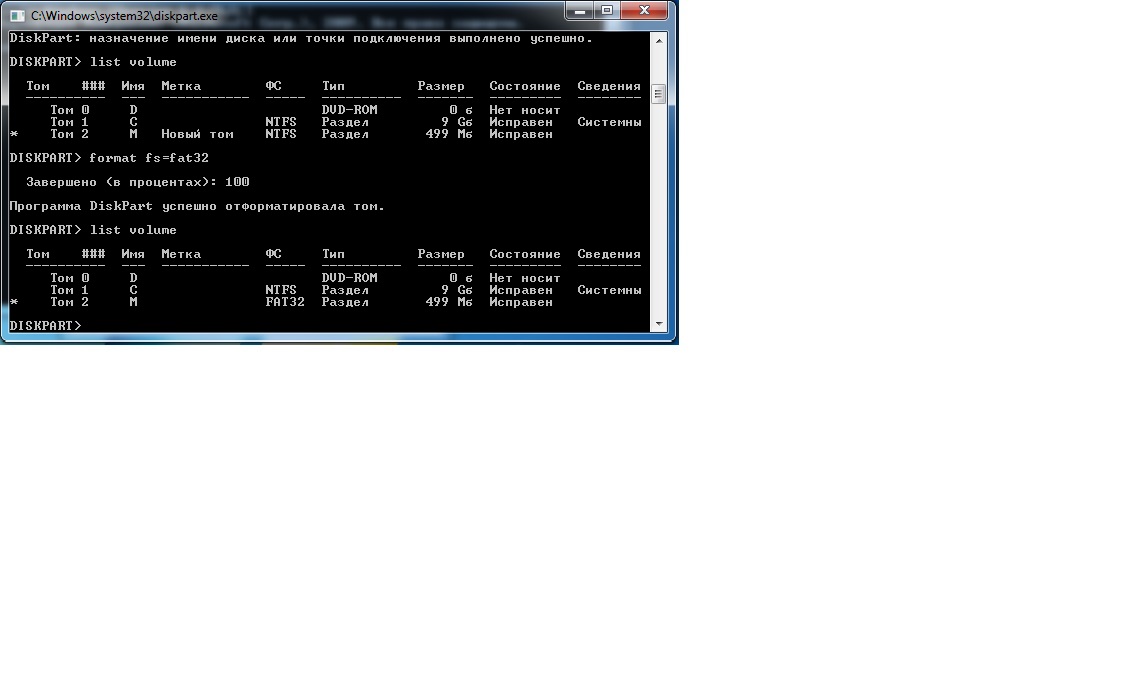 C:\Windows\system32\diskpart.exe
DiskPart: назначение имени диска или точки подключения выполнено успешно.
DISKPART> list volume
Том ### Имя Метка ФС Тип Размер Состояние Сведения
---------- --- ----------- ----- ---------- ------- --------- --------
Том 0 D DVD-ROM 0 б Нет носит
Том 1 C NTFS Раздел 9 Gб Исправен Системны
* Том 2 M Новый том NTFS Раздел 499 Mб Исправен
DISKPART> format fs=fat32
Завершено (в процентах): 100
Программа DiskPart успешно отформатировала том.
DISKPART> list volume
Том ### Имя Метка ФС Тип Размер Состояние Сведения
---------- --- ----------- ----- ---------- ------- --------- --------
Том 0 D DVD-ROM 0 б Нет носит
Том 1 C NTFS Раздел 9 Gб Исправен Системны
* Том 2 M FAT32 Раздел 499 Mб Исправен
DISKPART>